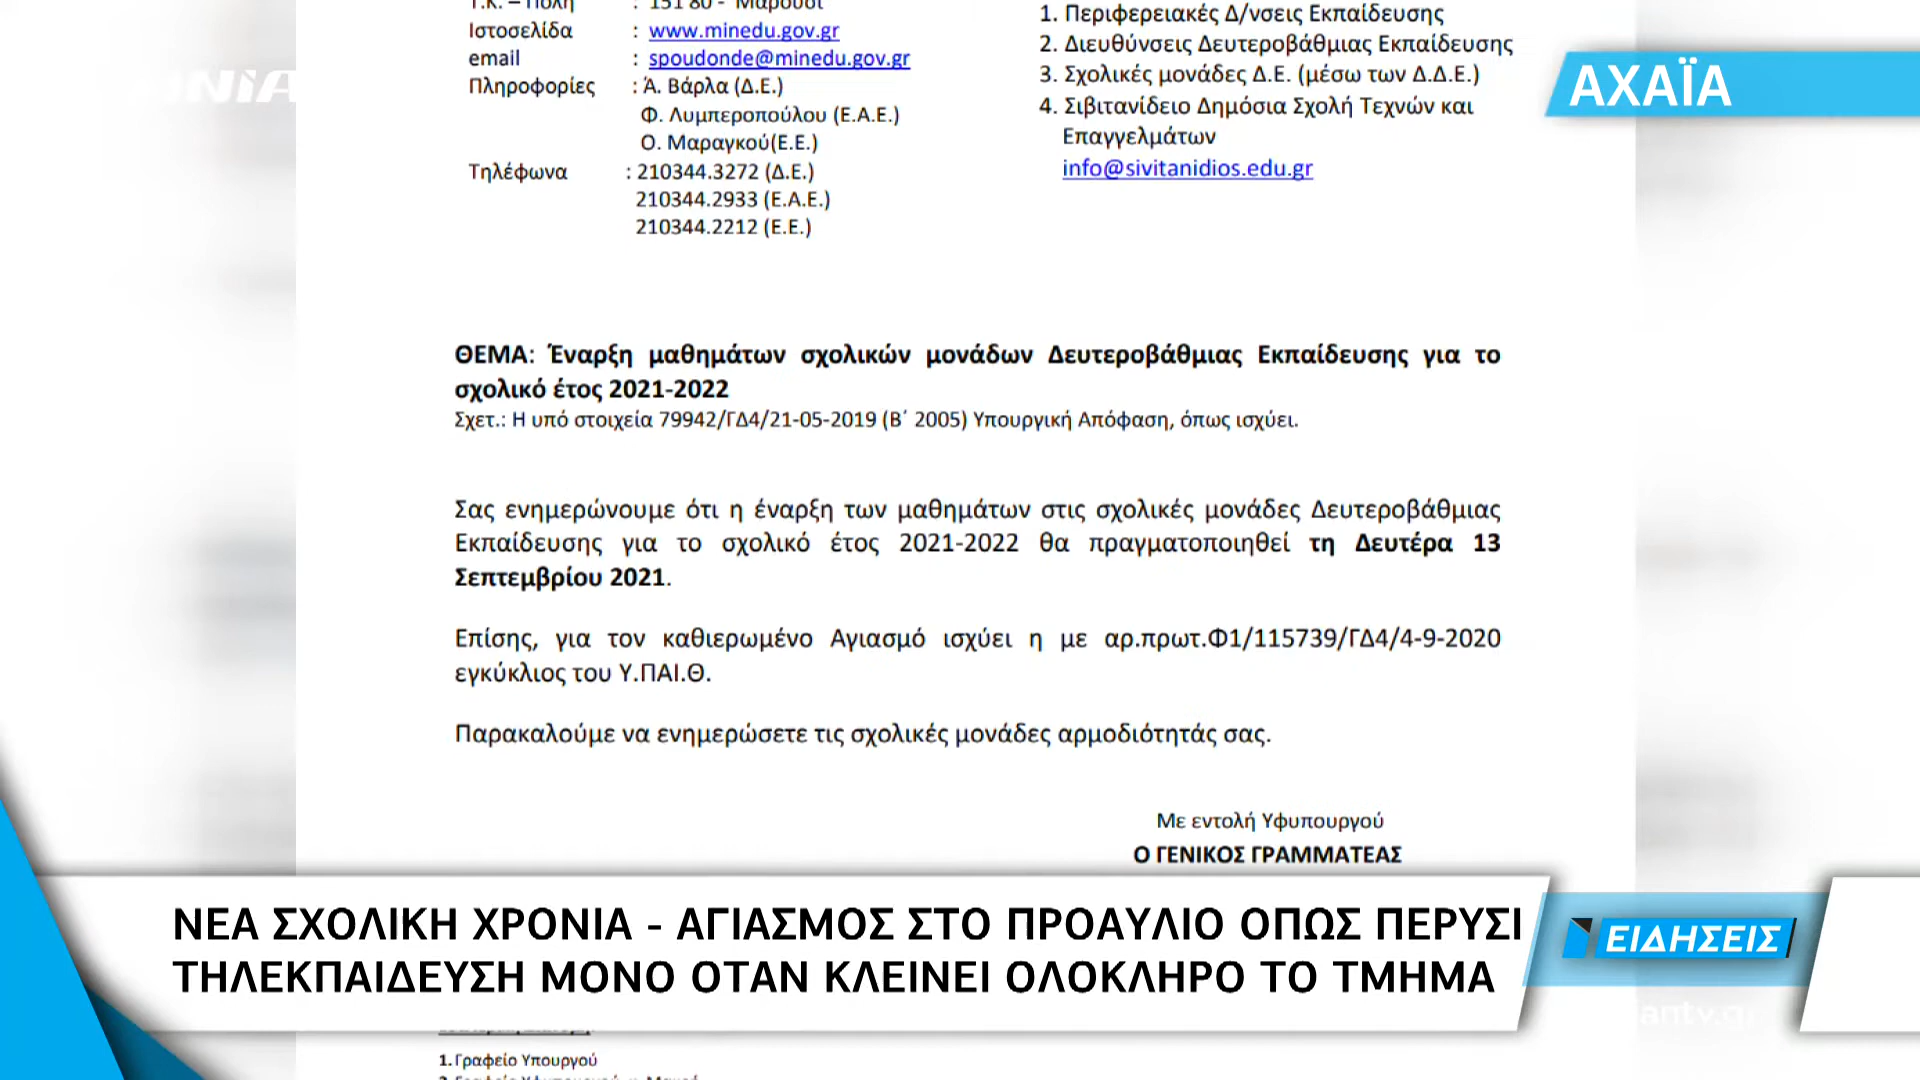 Τ.Κ. – Πόλη : 151 80 - Μαρούσι
Ιστοσελίδα : www.minedu.gov.gr
email : spoudonde@minedu.gov.gr
Πληροφορίες : Ά. Βάρλα (Δ.Ε.)
Φ. Λυμπεροπούλου (Ε.Α.Ε.)
Ο. Μαραγκού(Ε.Ε.)
Τηλέφωνα : 210344.3272 (Δ.Ε.)
210344.2933 (Ε.Α.Ε.)
210344.2212 (Ε.Ε.)
1. Περιφερειακές Δ/νσεις Εκπαίδευσης
2. Διευθύνσεις Δευτεροβάθμιας Εκπαίδευσης
3. Σχολικές μονάδες Δ.Ε. (μέσω των Δ.Δ.Ε.)
4. Σιβιτανίδειο Δημόσια Σχολή Τεχνών και
Επαγγελμάτων
info@sivitanidios.edu.gr
ΑΧΑΪΑ
ΘΕΜΑ: Έναρξη μαθημάτων σχολικών μονάδων Δευτεροβάθμιας Εκπαίδευσης για το
σχολικό έτος 2021-2022
Σχετ.: Η υπό στοιχεία 79942/ΓΔ4/21-05-2019 (Β΄ 2005) Υπουργική Απόφαση, όπως ισχύει.
Σας ενημερώνουμε ότι η έναρξη των μαθημάτων στις σχολικές μονάδες Δευτεροβάθμιας
Εκπαίδευσης για το σχολικό έτος 2021-2022 θα πραγματοποιηθεί τη Δευτέρα 13
Σεπτεμβρίου 2021.
Επίσης, για τον καθιερωμένο Αγιασμό ισχύει η με αρ.πρωτ.Φ1/115739/ΓΔ4/4-9-2020
εγκύκλιος του Υ.ΠΑΙ.Θ.
Παρακαλούμε να ενημερώσετε τις σχολικές μονάδες αρμοδιότητάς σας.
Με εντολή Υφυπουργού
Ο ΓΕΝΙΚΟΣ ΓΡΑΜΜΑΤΕΑΣ
ΝΕΑ ΣΧΟΛΙΚΗ ΧΡΟΝΙΑ - ΑΓΙΑΣΜΟΣ ΣΤΟ ΠΡΟΑΥΛΙΟ ΟΠΩΣ ΠΕΡΥΣΙ
ΤΗΛΕΚΠΑΙΔΕΥΣΗ ΜΟΝΟ ΟΤΑΝ ΚΛΕΙΝΕΙ ΟΛΟΚΛΗΡΟ ΤΟ ΤΜΗΜΑ
ΕΙΔΗΣΕΙΣ
1. Γραφείο Υπουργού